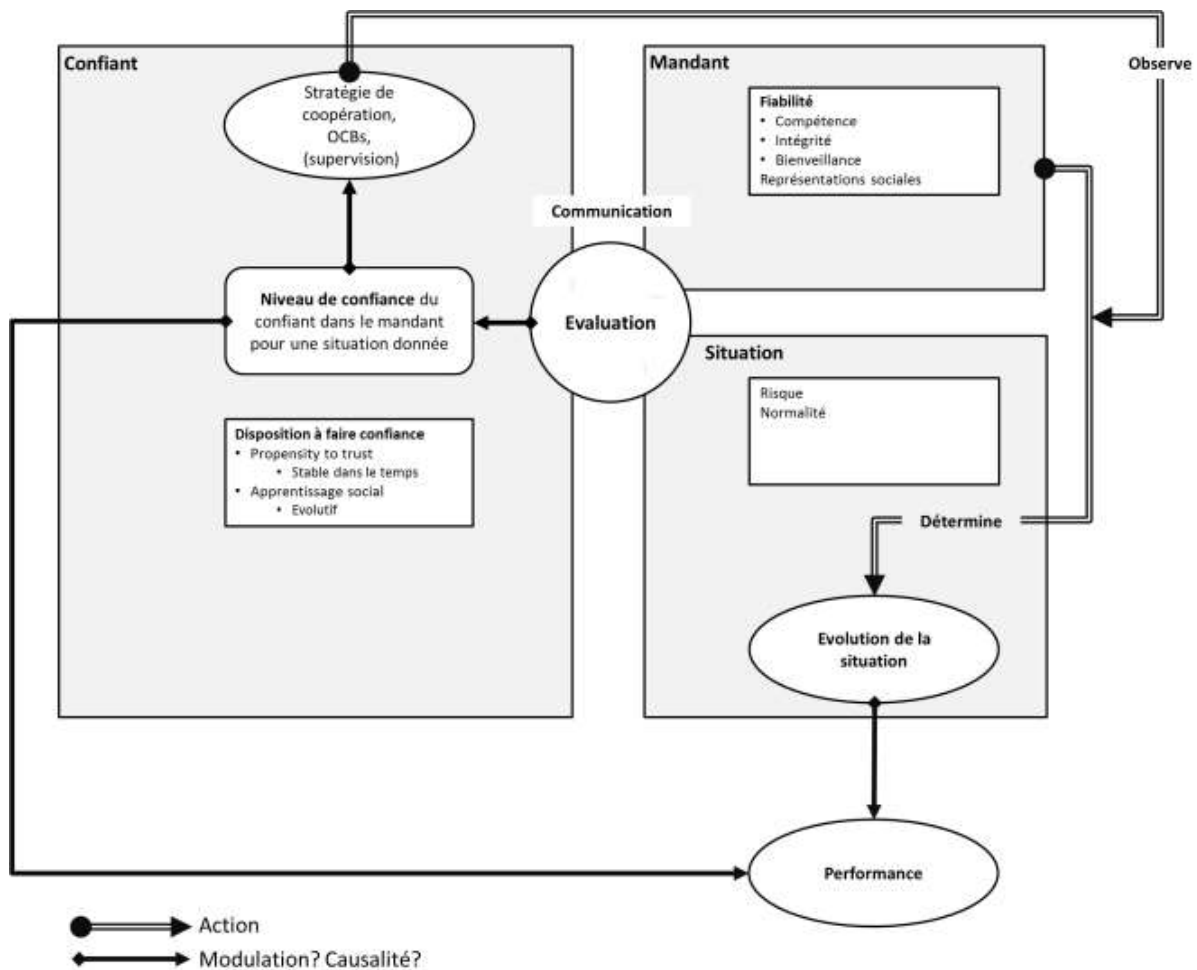 Confiant
Stratégie de
coopération,
OCBs,
(supervision)
Niveau de confiance du
confiant dans le mandant
pour une situation donnée
Disposition à faire confiance
• Propensity to trust
• Stable dans le temps
• Apprentissage social
• Evolutif
Communication
Evaluation
Mandant
Fiabilité
• Compétence
• Intégrité
• Bienveillance
Représentations sociales
Observe
Situation
Risque
Normalité
Détermine
Evolution de la
situation
Performance
Action
Modulation? Causalité?